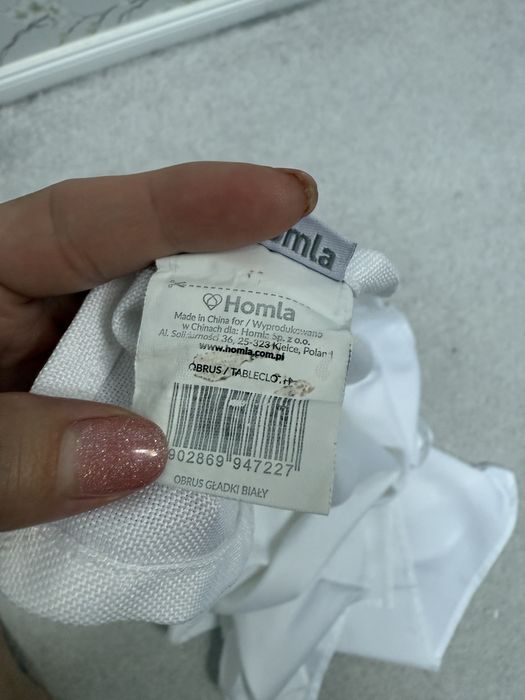 omla
Homla
Made in China for / Wyprodukowano
w Chinach dla: Homla Sp. z o.o.
Al. Solidarności 36, 25-323 Kielce, Poland
www.homla.com.pl
OBRUS / TABLECLOTH
902869 947227
OBRUS GŁADKI BIAŁY